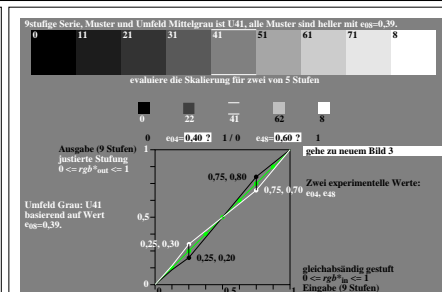 9stufige Serie, Muster und Umfeld Mittelgrau ist U41, alle Muster sind heller mit e08=0,39.
0 11 21 31 41 51 61 71 8
evaluiere die Skalierung für zwei von 5 Stufen
0 22 41 62 8
0 e04= 0,40 ? 1 / 0 e48= 0,60 ? 1
Ausgabe (9 Stufen)
justierte Stufung
0 <= rgb*out <= 1
gehe zu neuem Bild 3
1
0,75, 0,80
0,75, 0,70
Zwei experimentelle Werte:
e04, e48
Umfeld Grau: U41
basierend auf Wert
e08=0,39.
0,5
0,25, 0,30
0,25, 0,20
gleichabsändig gestuft
0 <= rgb*in <= 1
Eingabe (9 Stufen)
0
0 0,5 1